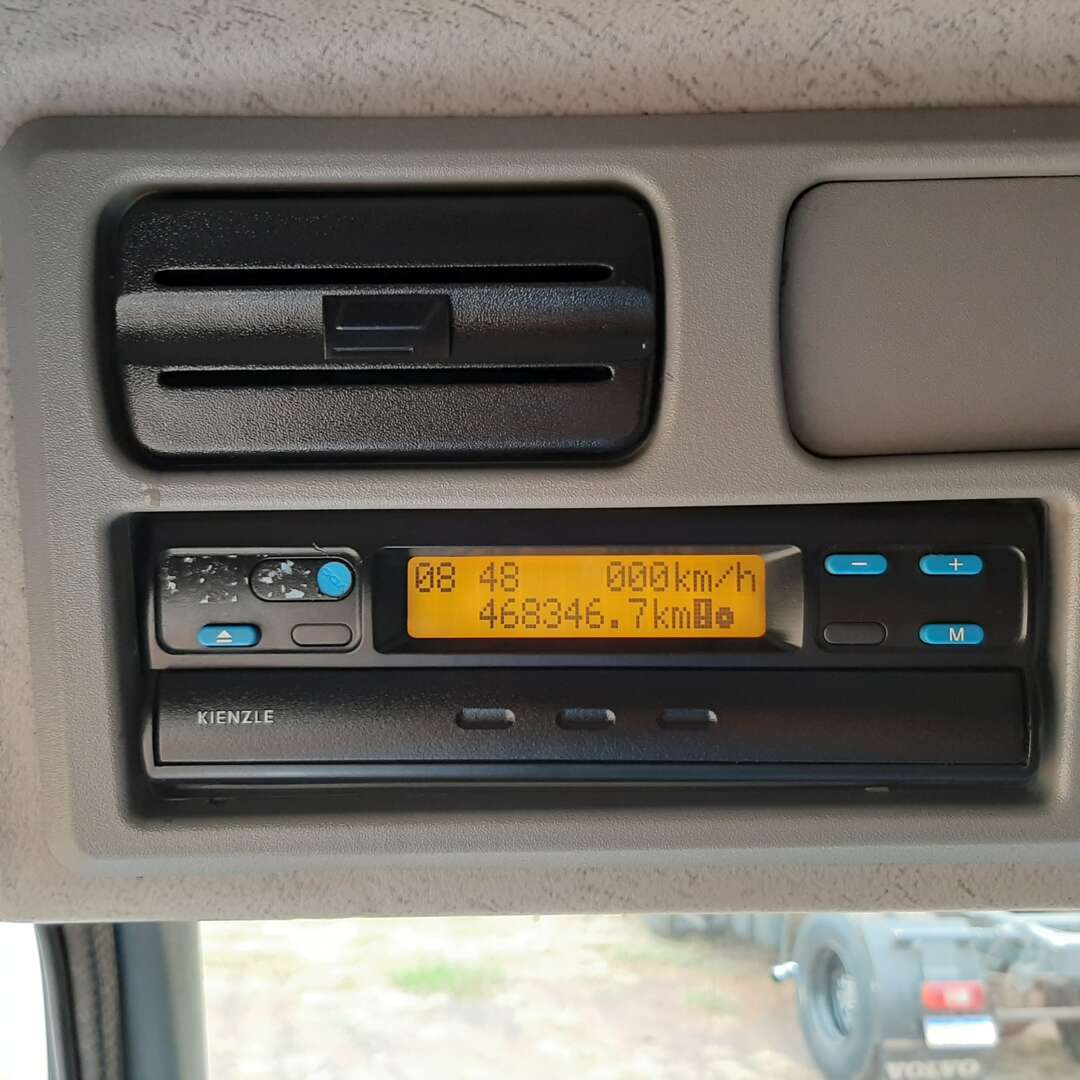 08 48 000km/h
468346.7km
- +
M
KIENZLE
VOLVO